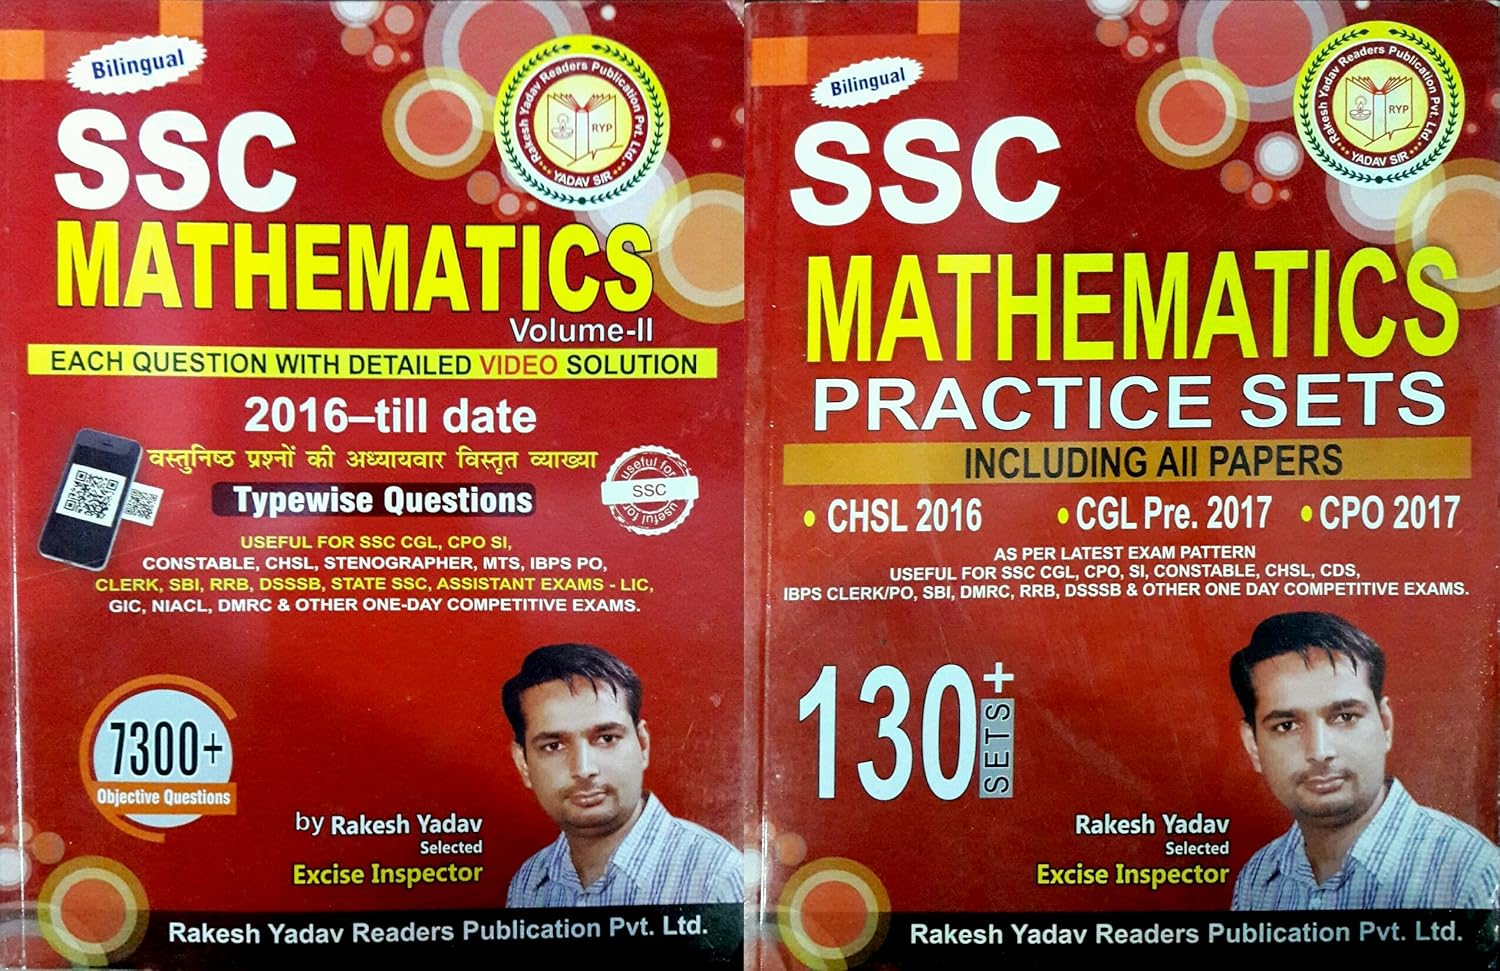 Bilingual
Rakesh Yadav Readers Publication Pvt. Ltd.
RYP
YADAV SIR
SSC
MATHEMATICS
Volume-II
EACH QUESTION WITH DETAILED VIDEO SOLUTION
2016–till date
वस्तुनिष्ठ प्रश्नों की अध्यायवार विस्तृत व्याख्या
Typewise Questions
useful for
SSC
useful for
USEFUL FOR SSC CGL, CPO SI,
CONSTABLE, CHSL, STENOGRAPHER, MTS, IBPS PO,
CLERK, SBI, RRB, DSSSB, STATE SSC, ASSISTANT EXAMS - LIC,
GIC, NIACL, DMRC & OTHER ONE-DAY COMPETITIVE EXAMS.
7300+
Objective Questions
by Rakesh Yadav
Selected
Excise Inspector
Rakesh Yadav Readers Publication Pvt. Ltd.
Bilingual
Rakesh Yadav Readers Publication Pvt. Ltd.
RYP
YADAV SIR
SSC
MATHEMATICS
PRACTICE SETS
INCLUDING All PAPERS
• CHSL 2016 • CGL Pre. 2017 • CPO 2017
AS PER LATEST EXAM PATTERN
USEFUL FOR SSC CGL, CPO, SI, CONSTABLE, CHSL, CDS,
IBPS CLERK/PO, SBI, DMRC, RRB, DSSSB & OTHER ONE DAY COMPETITIVE EXAMS.
130+
SETS
Rakesh Yadav
Selected
Excise Inspector
Rakesh Yadav Readers Publication Pvt. Ltd.